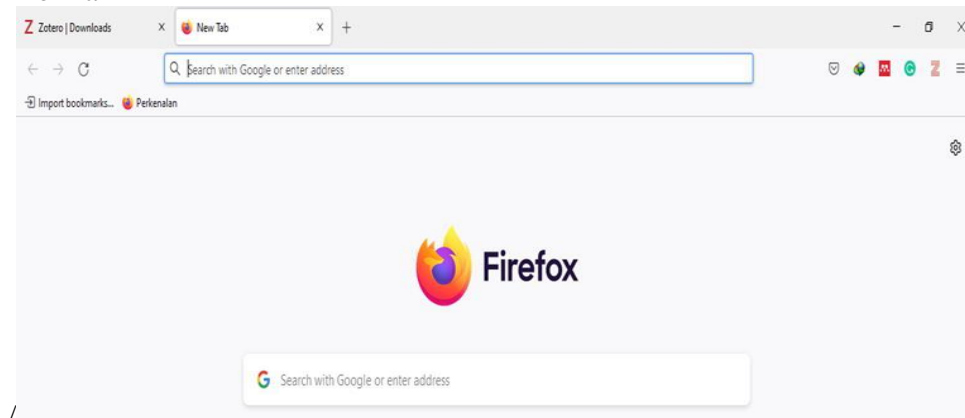 Zotero | Downloads
New Tab
Search with Google or enter address
Import bookmarks...
Perkenalan
Firefox
Search with Google or enter address
/